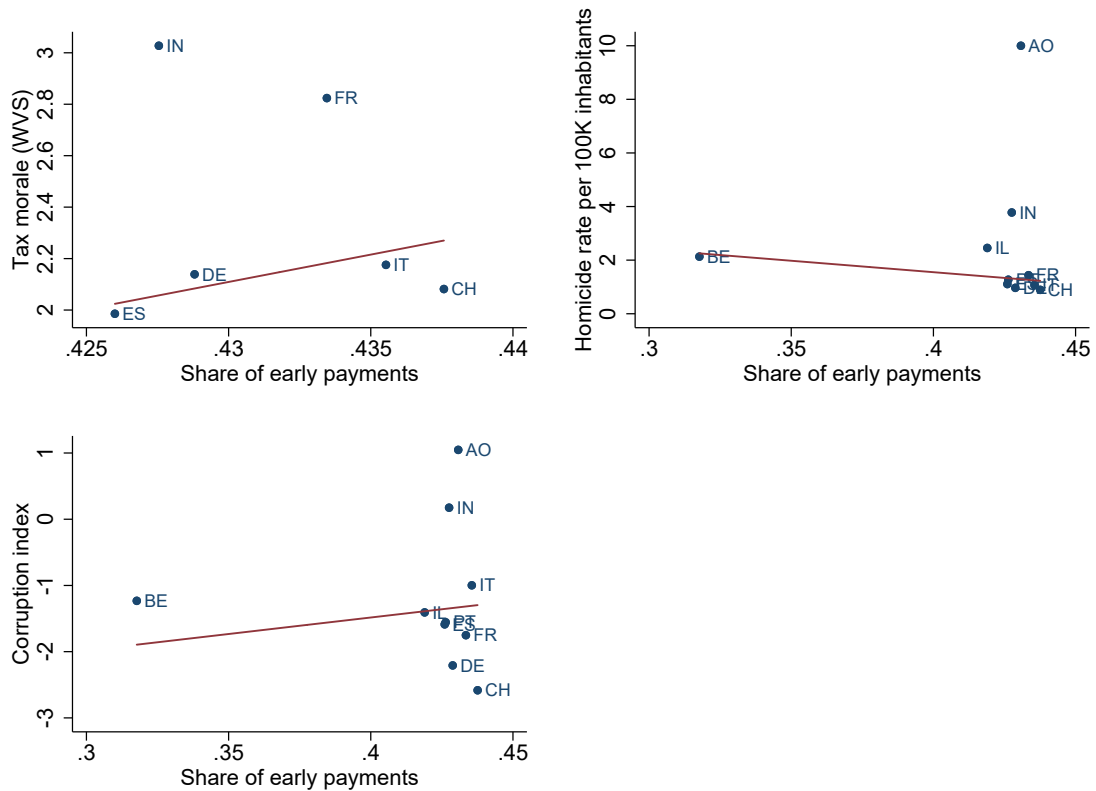 Tax morale (WVS)
3
2.8
2.6
2.4
2.2
2
IN
FR
DE
IT
CH
ES
.425
.43
.435
.44
Share of early payments
Homicide rate per 100K inhabitants
10
8
6
4
2
0
AO
IN
IL
BE
FR
PT
ES
IT
DE
CH
.3
.35
.4
.45
Share of early payments
Corruption index
1
0
-1
-2
-3
AO
IN
IT
BE
IL
PT
ES
FR
DE
CH
.3
.35
.4
.45
Share of early payments